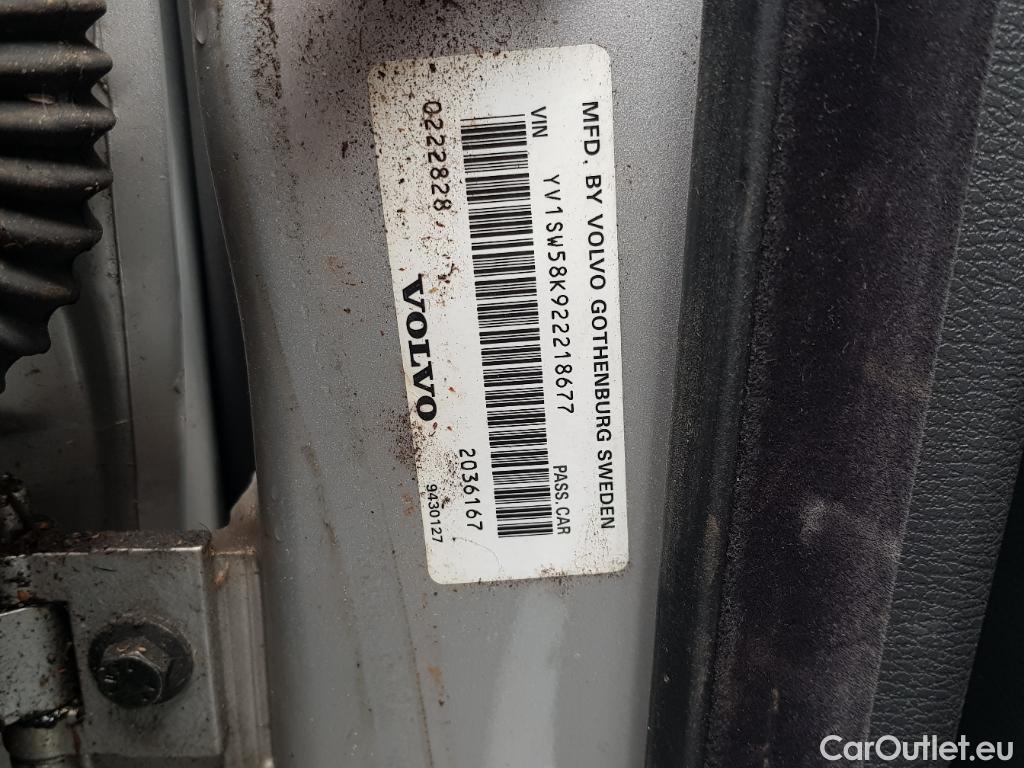 MFD. BY VOLVO GOTHENBURG SWEDEN
VIN YV1SW58K922218677 PASS.CAR
0222828 VOLVO 2036167
9430127
CarOutlet.eu